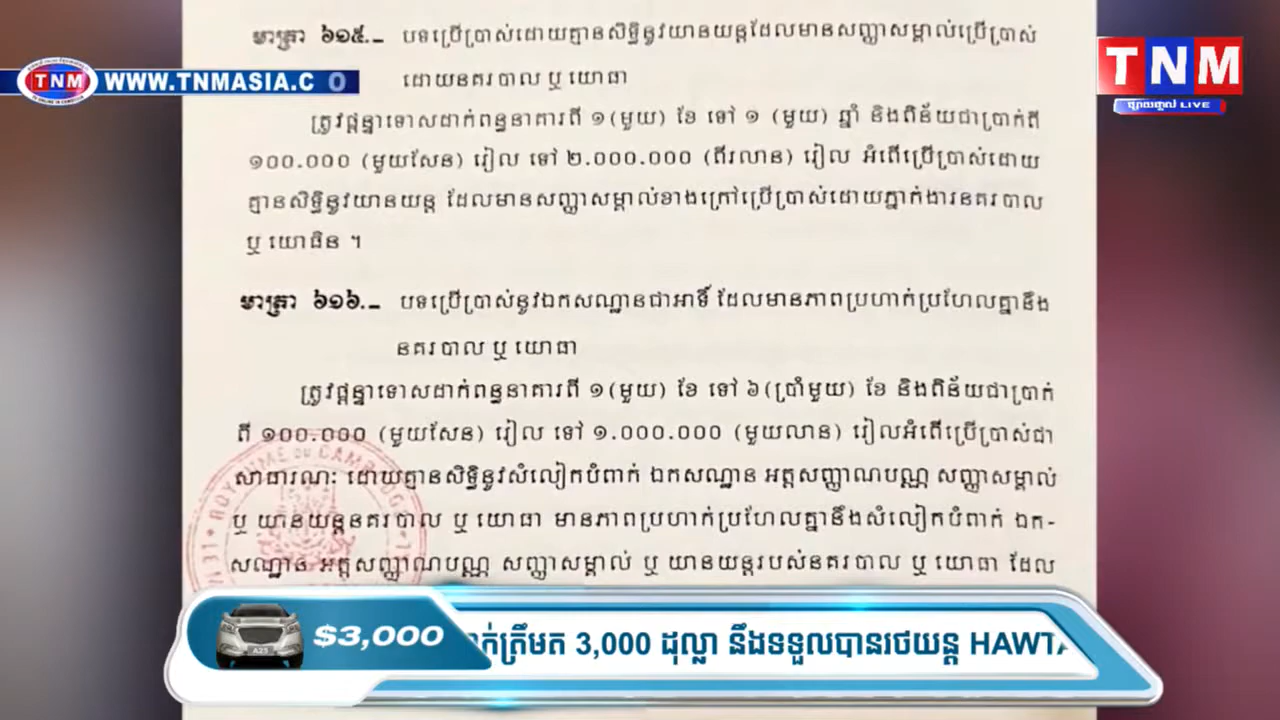 មាត្រា ៦១៥._ បទប្រើប្រាស់ដោយគ្មានសិទ្ធិនូវយានយន្តដែលមានសញ្ញាសម្គាល់ប្រើប្រាស់
ដោយនគរបាល ឬ យោធា
WWW.TNMASIA.C O
TNM
TNM
ផ្សាយផ្ទាល់ LIVE
ត្រូវផ្តន្ទាទោសដាក់ពន្ធនាគារពី ១(មួយ) ខែ ទៅ ១ (មួយ) ឆ្នាំ និងពិន័យជាប្រាក់ពី
១០០.០០០ (មួយសែន) រៀល ទៅ ២.០០០.០០០ (ពីរលាន) រៀល អំពើប្រើប្រាស់ដោយ
គ្មានសិទ្ធិនូវយានយន្ត ដែលមានសញ្ញាសម្គាល់ខាងក្រៅប្រើប្រាស់ដោយភ្នាក់ងារនគរបាល
ឬ យោធិន ។
មាត្រា ៦១៦._ បទប្រើប្រាស់នូវឯកសណ្ឋានជាអាទិ៍ ដែលមានភាពប្រហាក់ប្រហែលគ្នានឹង
នគរបាល ឬ យោធា
ត្រូវផ្តន្ទាទោសដាក់ពន្ធនាគារពី ១(មួយ) ខែ ទៅ ៦(ប្រាំមួយ) ខែ និងពិន័យជាប្រាក់
ពី ១០០.០០០ (មួយសែន) រៀល ទៅ ១.០០០.០០០ (មួយលាន) រៀលអំពើប្រើប្រាស់ជា
សាធារណៈ ដោយគ្មានសិទ្ធិនូវសំលៀកបំពាក់ ឯកសណ្ឋាន អត្តសញ្ញាណបណ្ណ សញ្ញាសម្គាល់
ឬ យានយន្តនគរបាល ឬ យោធា មានភាពប្រហាក់ប្រហែលគ្នានឹងសំលៀកបំពាក់ ឯក-
សណ្ឋាន អត្តសញ្ញាណបណ្ណ សញ្ញាសម្គាល់ ឬ យានយន្តរបស់នគរបាល ឬ យោធា ដែល
$3,000 ក់ត្រឹមត 3,000 ដុល្លា នឹងទទួលបានរថយន្ត HAWTA